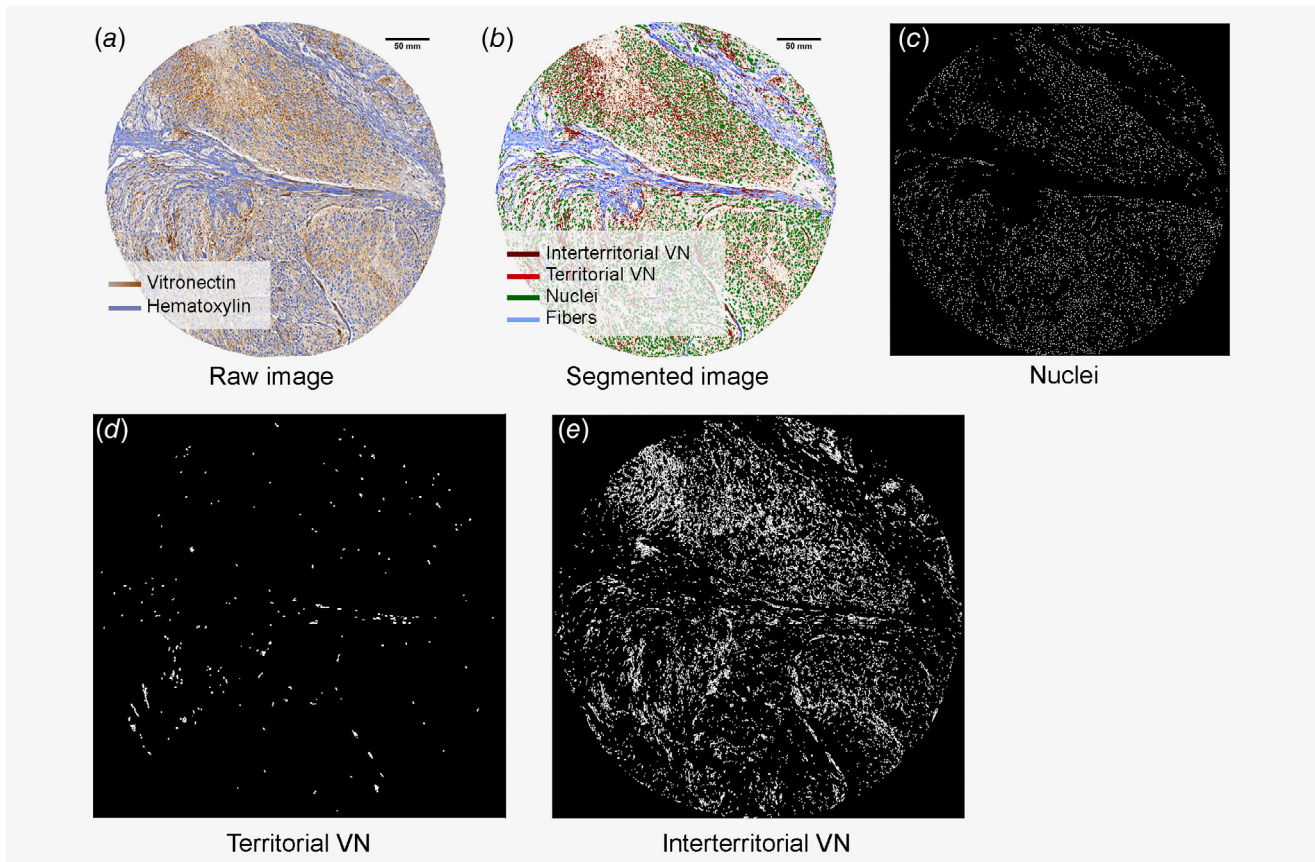 (a)
50 mm
Vitronectin
Hematoxylin
Raw image
(b)
50 mm
Interterritorial VN
Territorial VN
Nuclei
Fibers
Segmented image
(c)
Nuclei
(d)
Territorial VN
(e)
Interterritorial VN